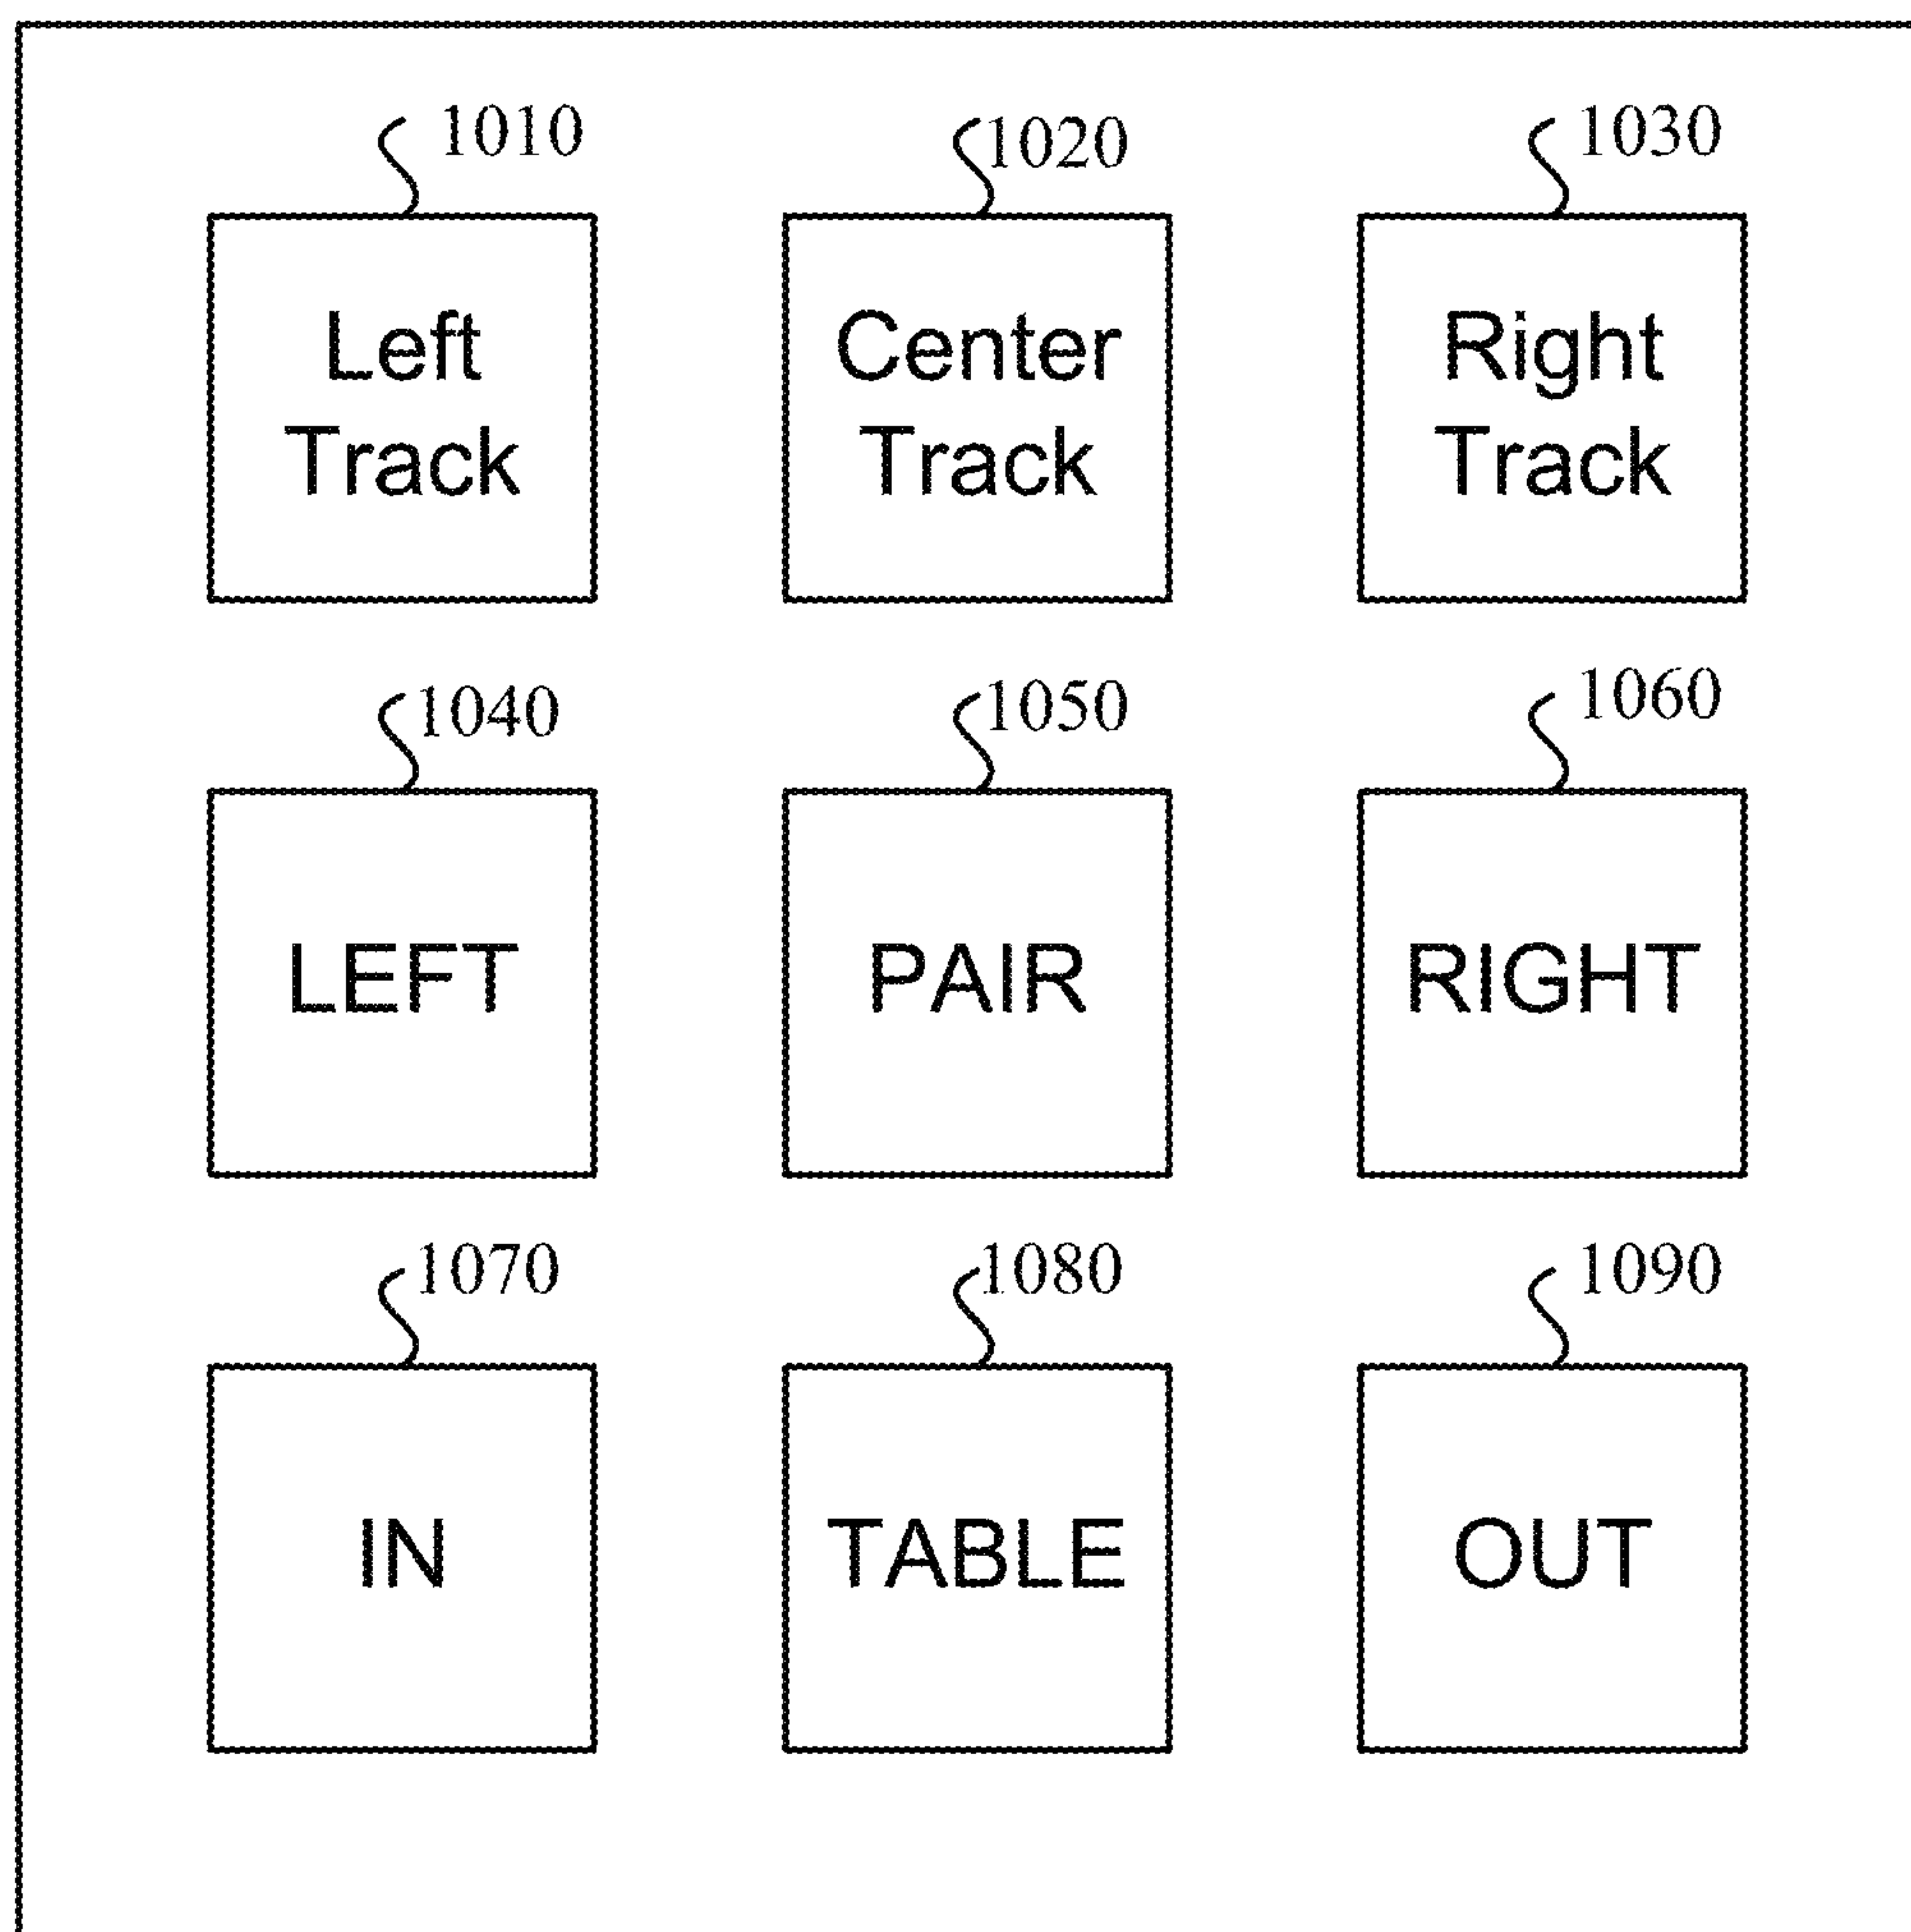 1010 1020 1030
Left Center Right
Track Track Track
1040 1050 1060
LEFT PAIR RIGHT
1070 1080 1090
IN TABLE OUT